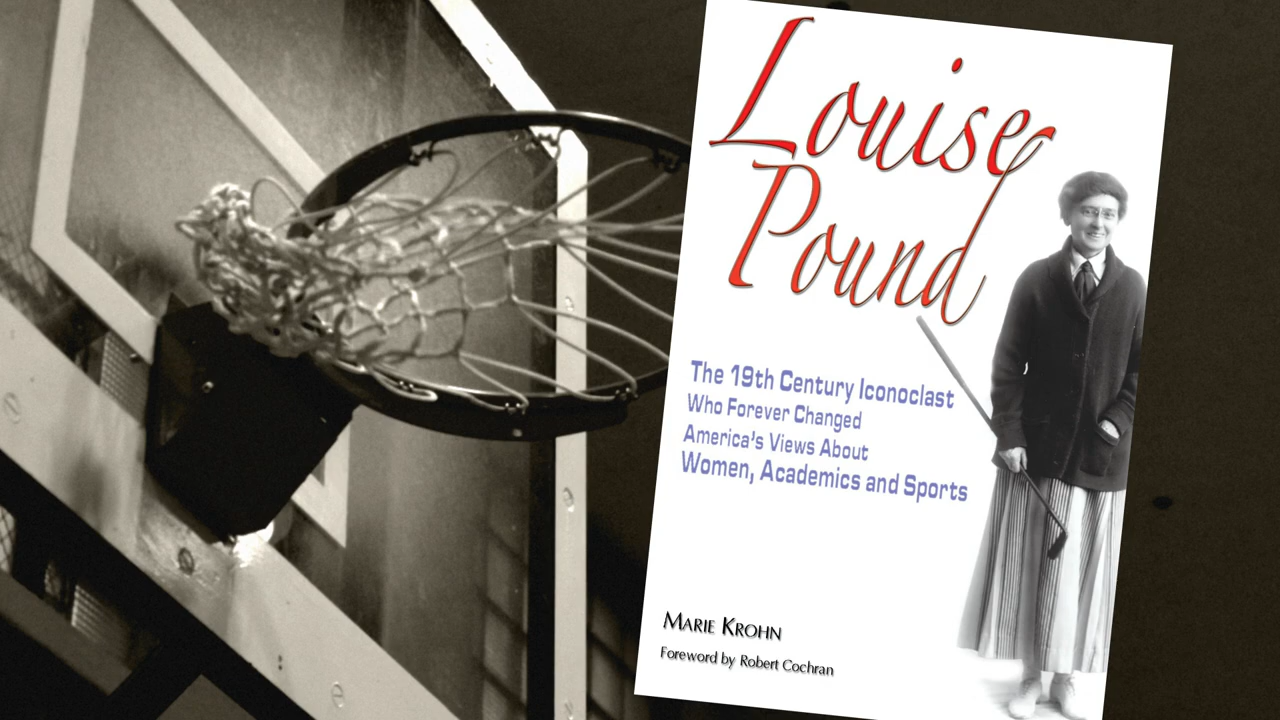 Louise
Pound
The 19th Century Iconoclast
Who Forever Changed
America's Views About
Women, Academics and Sports
Marie Krohn
Foreword by Robert Cochran